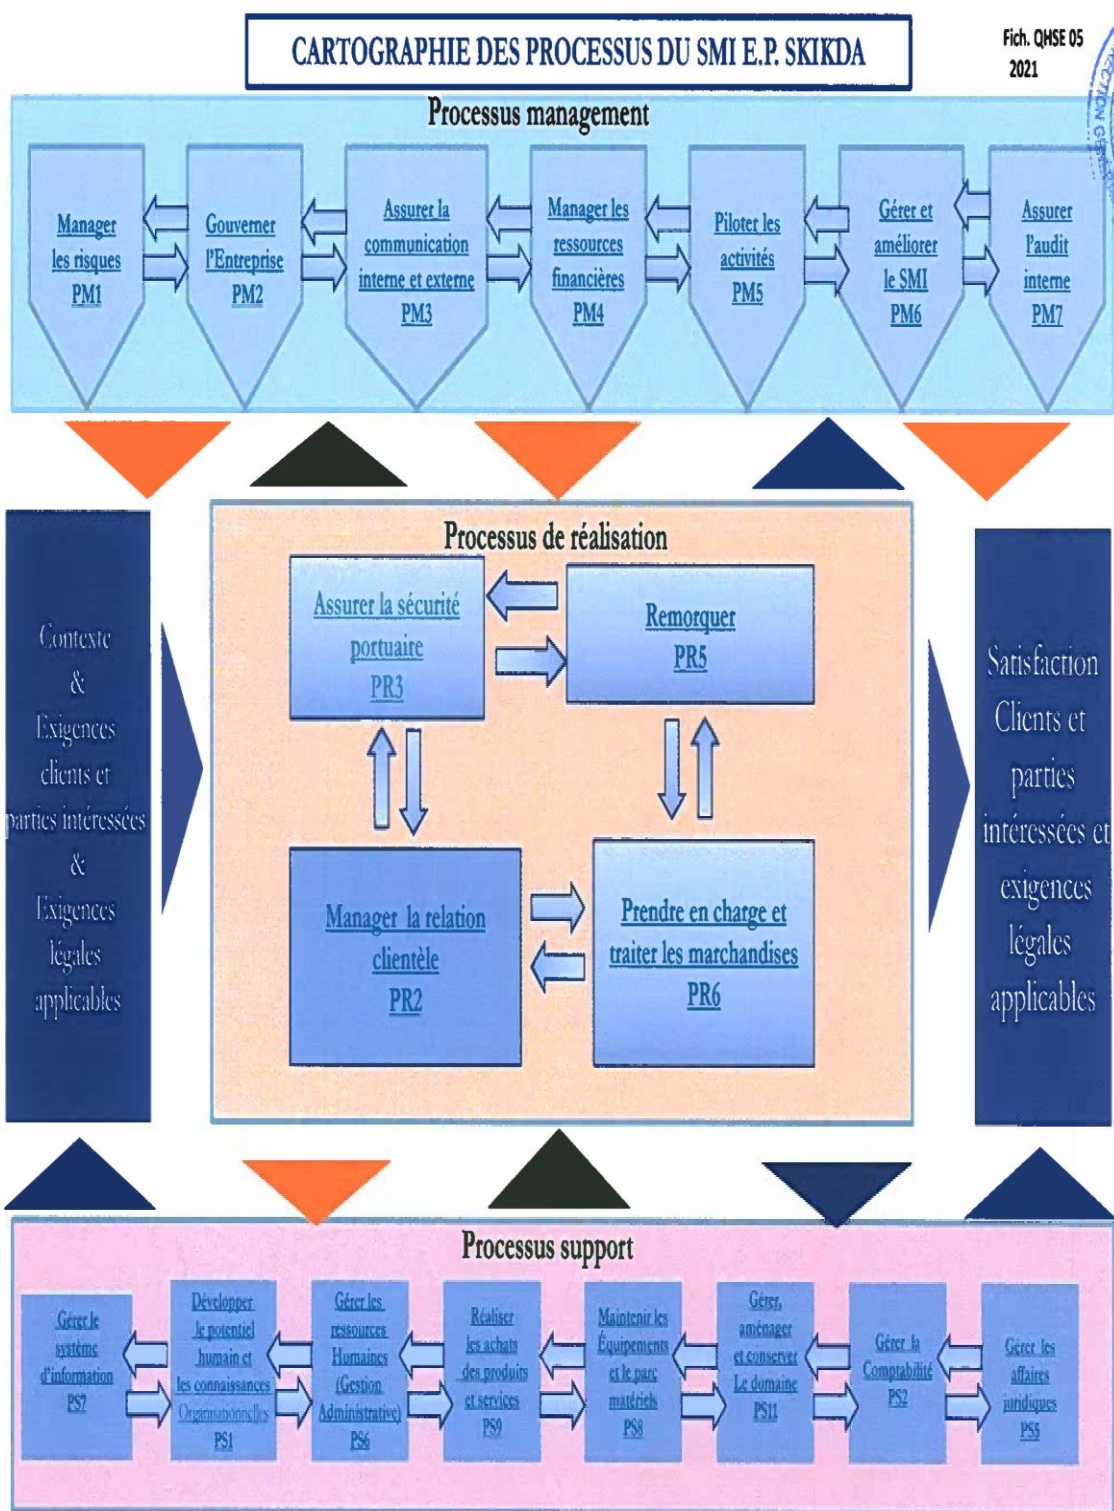 CARTOGRAPHIE DES PROCESSUS DU SMI E.P. SKIKDA
Fich. QHSE 05
2021
Processus management
Manager
les risques
PM1
Gouverner
l'Entreprise
PM2
Assurer la
communication
interne et externe
PM3
Manager les
ressources
financières
PM4
Piloter les
activités
PM5
Gérer et
améliorer
le SMI
PM6
Assurer
l'audit
interne
PM7
Contexte
&
Exigences
clients et
parties intéressées
&
Exigences
légales
applicables
Processus de réalisation
Assurer la sécurité
portuaire
PR3
Remorquer
PR5
Manager la relation
clientèle
PR2
Prendre en charge et
traiter les marchandises
PR6
Satisfaction
Clients et
parties
intéressées et
exigences
légales
applicables
Processus support
Gérer le
système
d'information
PS7
Développer
le potentiel
humain et
les connaissances
Organisationnelles
PS1
Gérer les
ressources
Humaines
(Gestion
Administrative)
PS6
Réaliser
les achats
des produits
et services
PS9
Maintenir les
Équipements
et le parc
matériels
PS8
Gérer,
aménager
et conserver
Le domaine
PS11
Gérer la
Comptabilité
PS2
Gérer les
affaires
juridiques
PS5